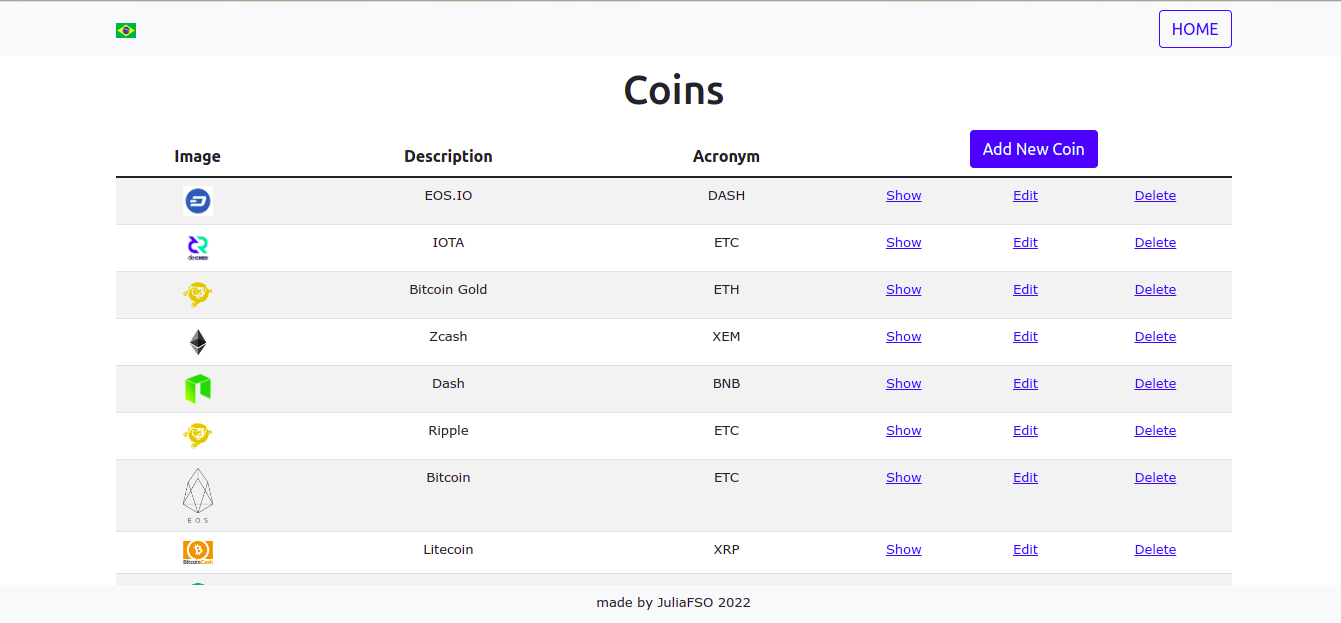 HOME
Coins
Image Description Acronym Add New Coin
EOS.IO DASH Show Edit Delete
IOTA ETC Show Edit Delete
Bitcoin Gold ETH Show Edit Delete
Zcash XEM Show Edit Delete
Dash BNB Show Edit Delete
Ripple ETC Show Edit Delete
Bitcoin ETC Show Edit Delete
EOS
Litecoin XRP Show Edit Delete
BitcoinCash
made by JuliaFSO 2022